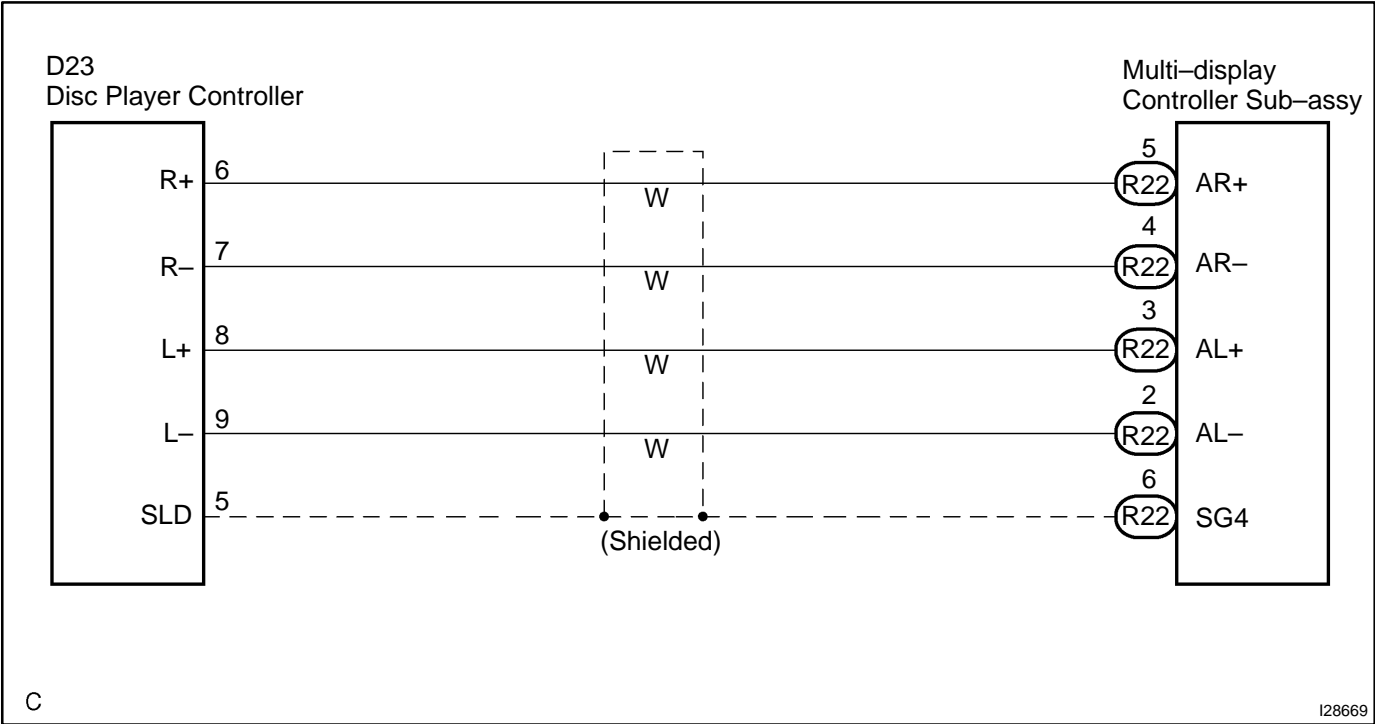 D23
Disc Player Controller
Multi–display
Controller Sub–assy
R+ 6 W 5 R22 AR+
R– 7 W 4 R22 AR–
L+ 8 W 3 R22 AL+
L– 9 W 2 R22 AL–
SLD 5 6 R22 SG4
(Shielded)
C
I28669